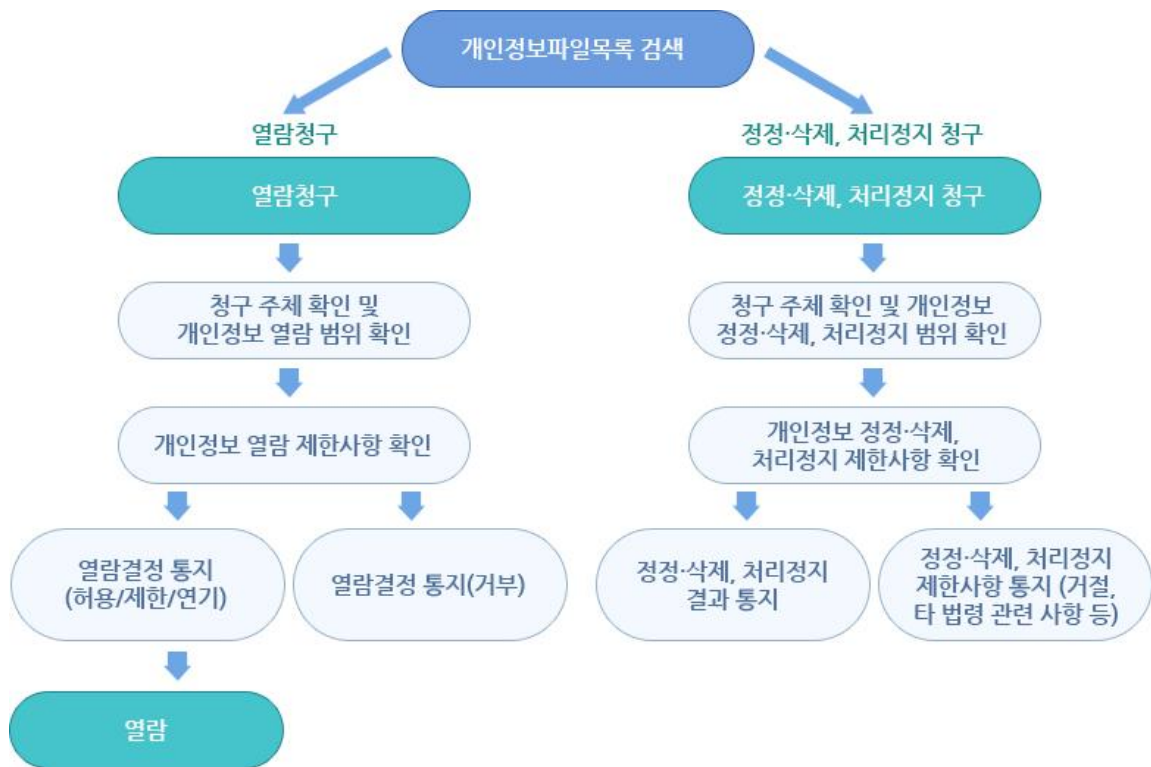 개인정보파일목록 검색
열람청구
열람청구
청구 주체 확인 및
개인정보 열람 범위 확인
개인정보 열람 제한사항 확인
열람결정 통지
(허용/제한/연기)
열람결정 통지(거부)
열람
정정·삭제, 처리정지 청구
정정·삭제, 처리정지 청구
청구 주체 확인 및 개인정보
정정·삭제, 처리정지 범위 확인
개인정보 정정·삭제,
처리정지 제한사항 확인
정정·삭제, 처리정지
결과 통지
정정·삭제, 처리정지
제한사항 통지 (거절,
타 법령 관련 사항 등)